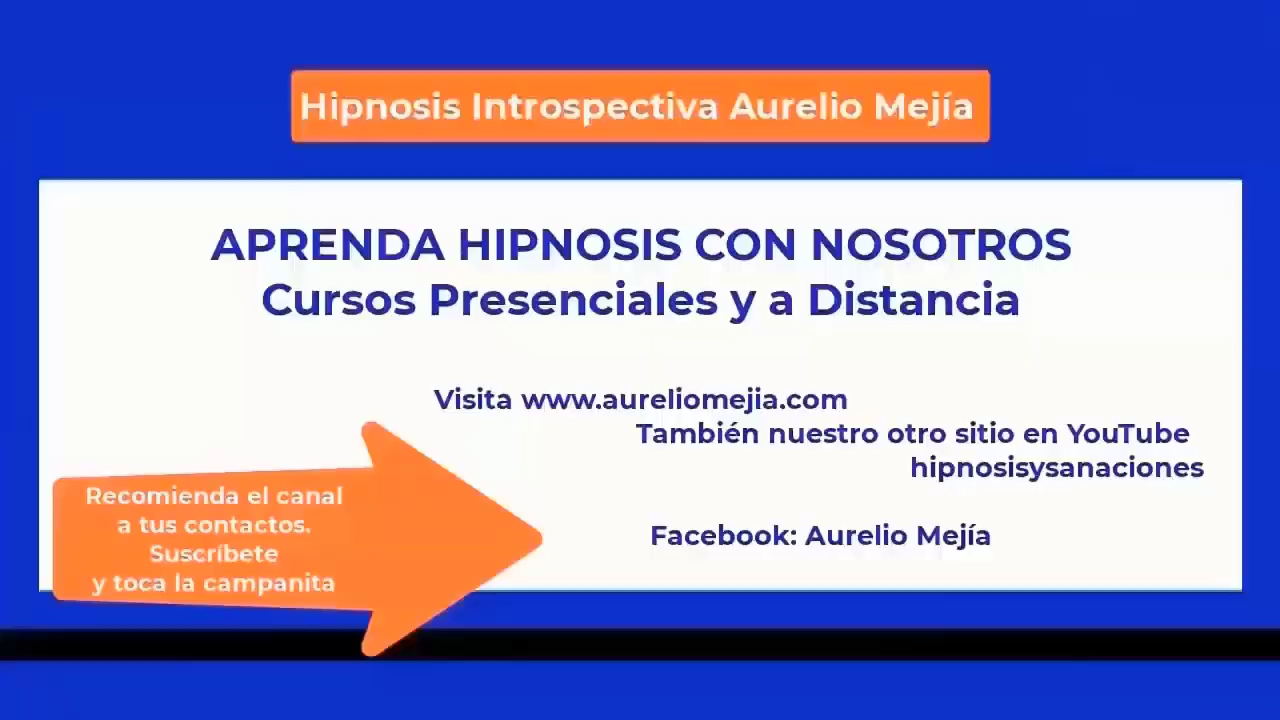 Hipnosis Introspectiva Aurelio Mejía
APRENDA HIPNOSIS CON NOSOTROS
Cursos Presenciales y a Distancia
Visita www.aureliomejia.com
También nuestro otro sitio en YouTube
hipnosisysanaciones
Facebook: Aurelio Mejía
Recomienda el canal
a tus contactos.
Suscríbete
y toca la campanita